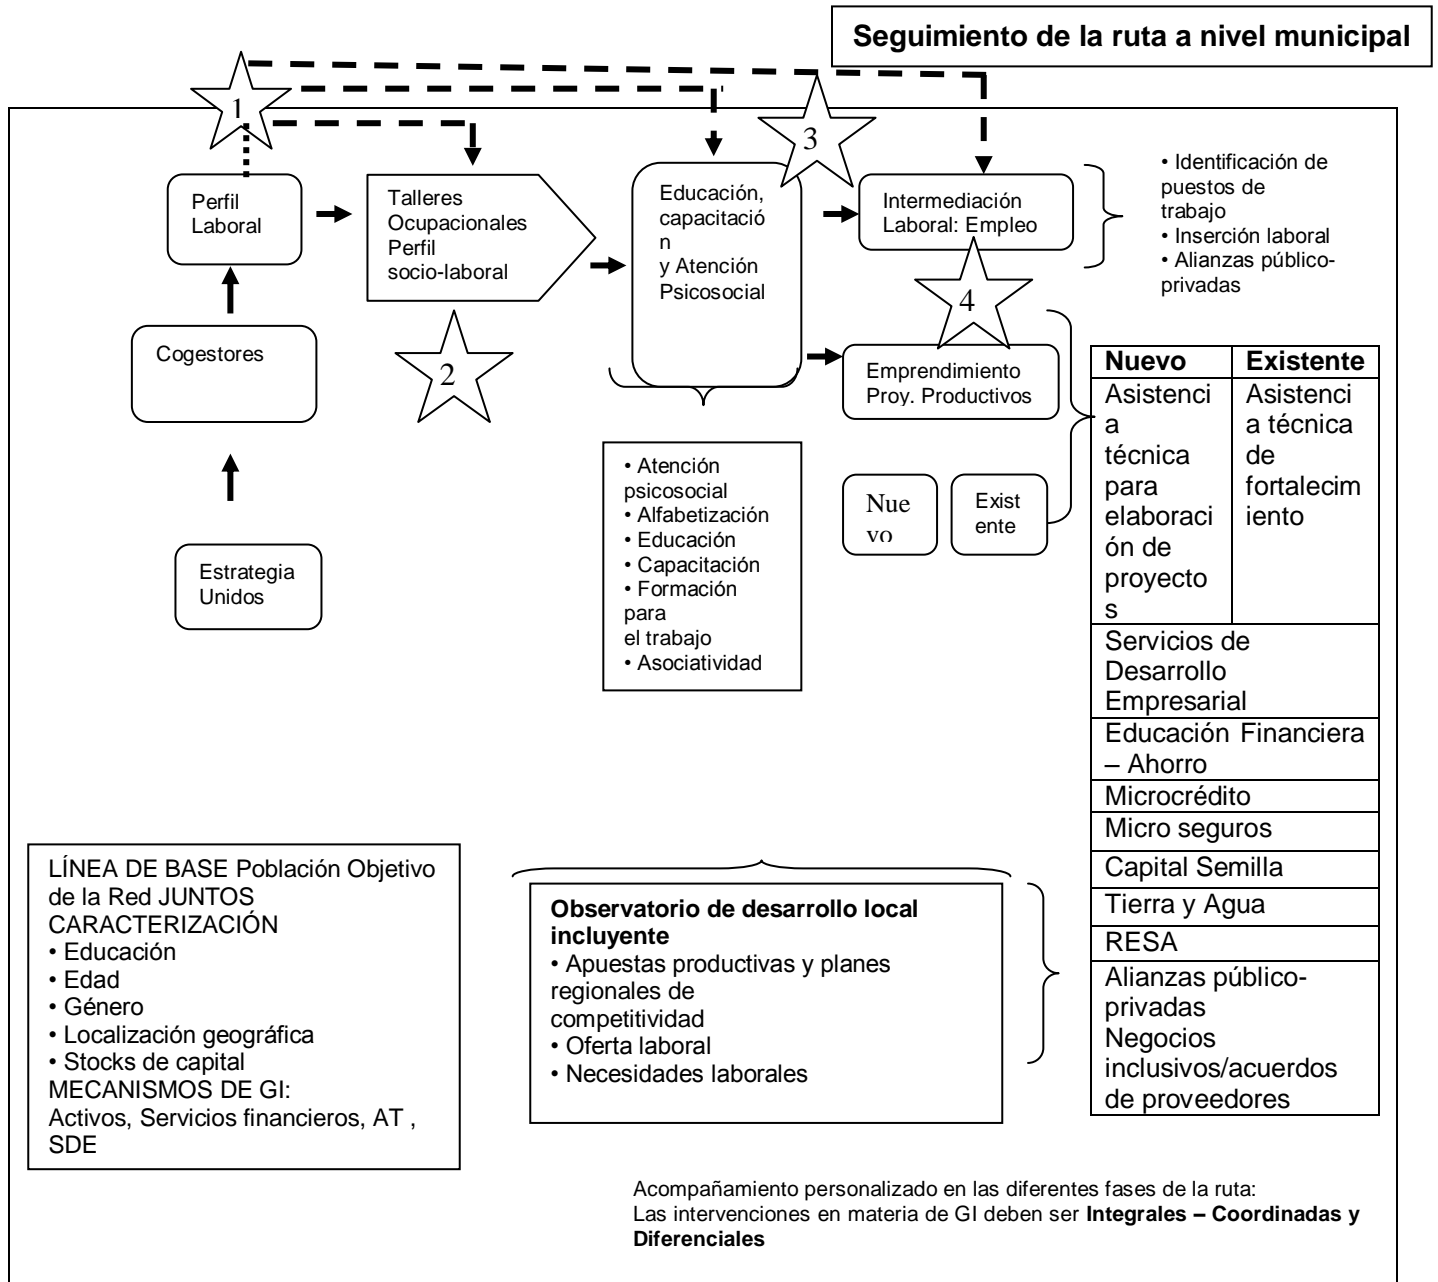 Seguimiento de la ruta a nivel municipal
1
3
Perfil
Laboral
Talleres
Ocupacionales
Perfil
socio-laboral
Educación,
capacitació
n
y Atención
Psicosocial
Intermediación
Laboral: Empleo
• Identificación de
puestos de
trabajo
• Inserción laboral
• Alianzas público-
privadas
4
2
Cogestores
Emprendimiento
Proy. Productivos
Estrategia
Unidos
• Atención
psicosocial
• Alfabetización
• Educación
• Capacitación
• Formación
para
el trabajo
• Asociatividad
Nue
vo
Exist
ente
Nuevo
Existente
Asistenci
a
técnica
para
elaboraci
ón de
proyecto
s
Asistenci
a técnica
de
fortalecim
iento
Servicios de
Desarrollo
Empresarial
Educación Financiera
– Ahorro
Microcrédito
Micro seguros
Capital Semilla
Tierra y Agua
RESA
Alianzas público-
privadas
Negocios
inclusivos/acuerdos
de proveedores
LÍNEA DE BASE Población Objetivo
de la Red JUNTOS
CARACTERIZACIÓN
• Educación
• Edad
• Género
• Localización geográfica
• Stocks de capital
MECANISMOS DE GI:
Activos, Servicios financieros, AT ,
SDE
Observatorio de desarrollo local
incluyente
• Apuestas productivas y planes
regionales de
competitividad
• Oferta laboral
• Necesidades laborales
Acompañamiento personalizado en las diferentes fases de la ruta:
Las intervenciones en materia de GI deben ser Integrales – Coordinadas y
Diferenciales